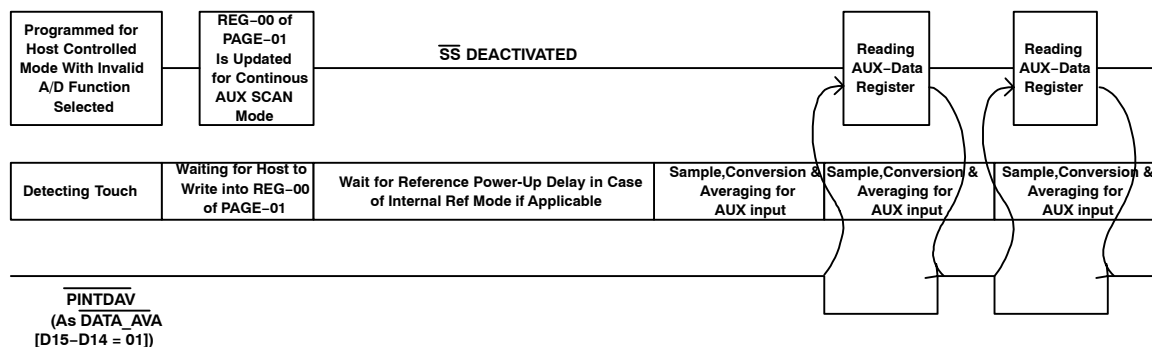 Programmed for
Host Controlled
Mode With Invalid
A/D Function
Selected
REG−00 of
PAGE−01
Is Updated
for Continous
AUX SCAN
Mode
SS DEACTIVATED
Reading
AUX−Data
Register
Reading
AUX−Data
Register
Detecting Touch
Waiting for Host to
Write into REG−00
of PAGE−01
Wait for Reference Power−Up Delay in Case
of Internal Ref Mode if Applicable
Sample,Conversion &
Averaging for
AUX input
Sample,Conversion &
Averaging for
AUX input
Sample,Conversion &
Averaging for
AUX input
PINTDAV
(As DATA_AVA
[D15−D14 = 01])